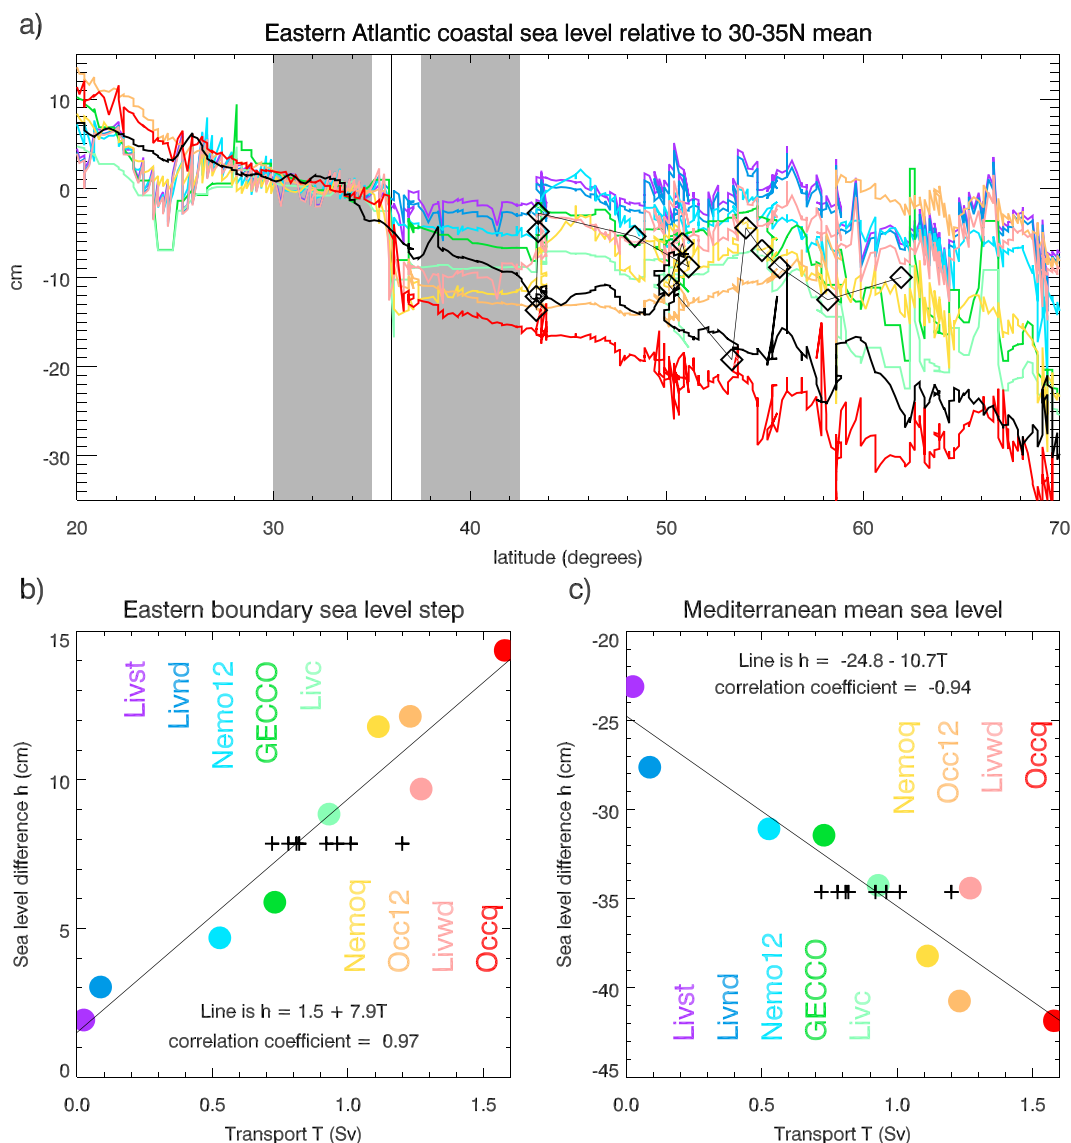 a)
Eastern Atlantic coastal sea level relative to 30-35N mean
10
0
-10
-20
-30
cm
20
30
40
50
60
70
latitude (degrees)
b)
Eastern boundary sea level step
15
10
5
0
Sea level difference h (cm)
Livst
Livnd
Nemo12
GECCO
Livc
Nemoq
Occ12
Livwd
Occq
Line is h = 1.5 + 7.9T
correlation coefficient = 0.97
0.0
0.5
1.0
1.5
Transport T (Sv)
c)
Mediterranean mean sea level
-20
-25
-30
-35
-40
-45
Sea level difference h (cm)
Line is h = -24.8 - 10.7T
correlation coefficient = -0.94
Nemoq
Occ12
Livwd
Occq
Livst
Livnd
Nemo12
GECCO
Livc
0.0
0.5
1.0
1.5
Transport T (Sv)